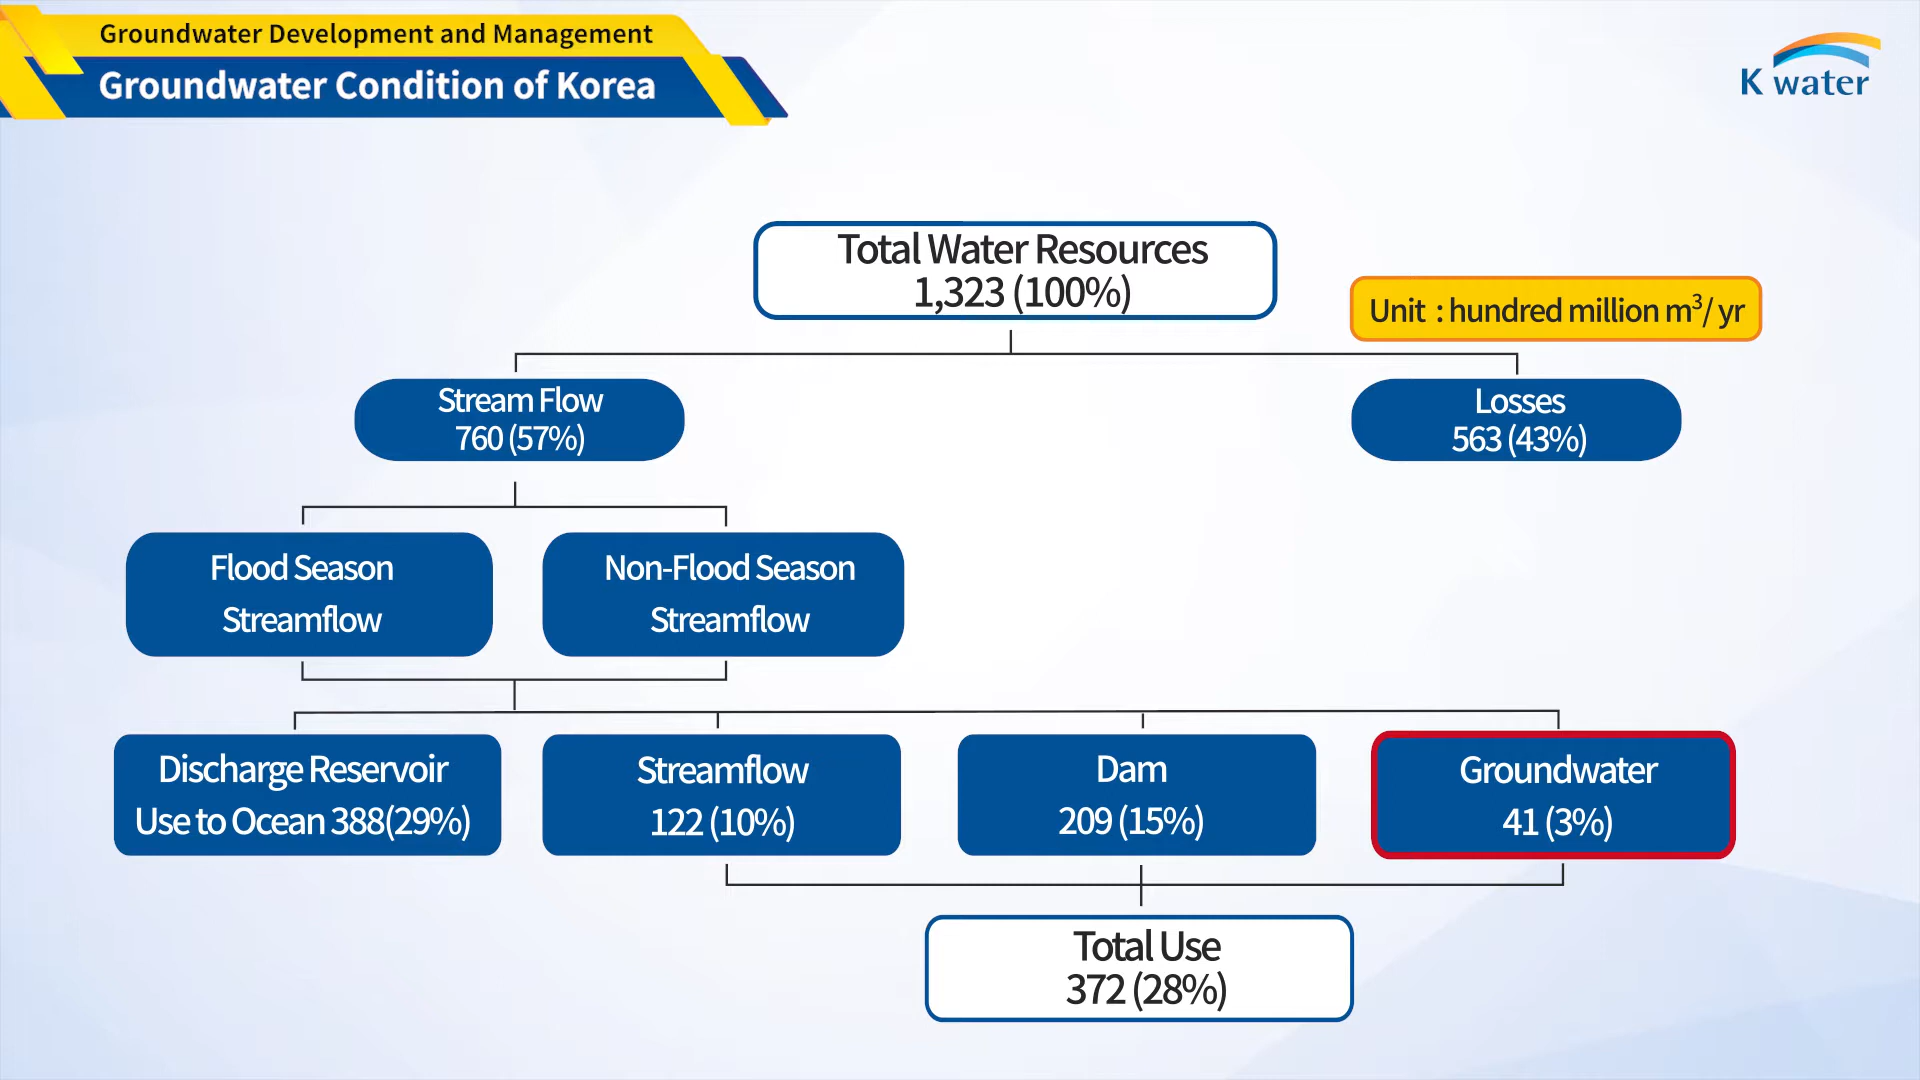 Groundwater Development and Management
Groundwater Condition of Korea
K water
Total Water Resources
1,323 (100%)
Unit : hundred million m³/ yr
Stream Flow
760 (57%)
Losses
563 (43%)
Flood Season
Streamflow
Non-Flood Season
Streamflow
Discharge Reservoir
Use to Ocean 388(29%)
Streamflow
122 (10%)
Dam
209 (15%)
Groundwater
41 (3%)
Total Use
372 (28%)